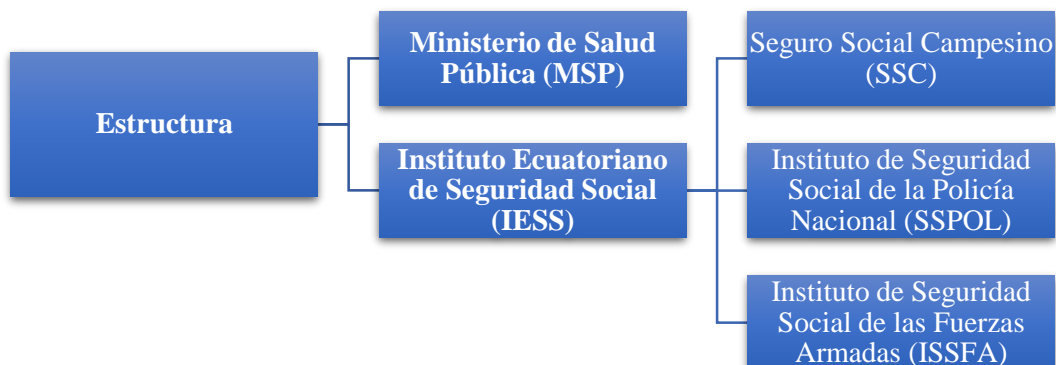 Estructura
Ministerio de Salud
Pública (MSP)
Instituto Ecuatoriano
de Seguridad Social
(IESS)
Seguro Social Campesino
(SSC)
Instituto de Seguridad
Social de la Policía
Nacional (SSPOL)
Instituto de Seguridad
Social de las Fuerzas
Armadas (ISSFA)